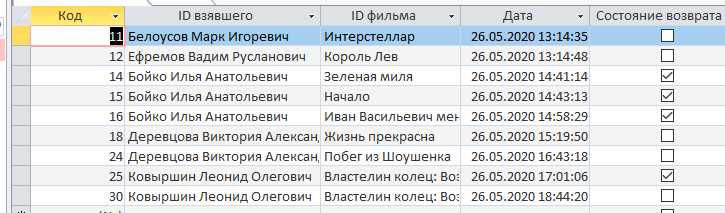 Код ID взявшего ID фильма Дата Состояние возврата
11 Белоусов Марк Игоревич Интерстеллар 26.05.2020 13:14:35
12 Ефремов Вадим Русланович Король Лев 26.05.2020 13:14:48
14 Бойко Илья Анатольевич Зеленая миля 26.05.2020 14:41:14
15 Бойко Илья Анатольевич Начало 26.05.2020 14:43:13
16 Бойко Илья Анатольевич Иван Васильевич мен 26.05.2020 14:58:29
18 Деревцова Виктория Алексан Жизнь прекрасна 26.05.2020 15:19:50
24 Деревцова Виктория Алексан Побег из Шоушенка 26.05.2020 16:43:18
25 Ковыршин Леонид Олегович Властелин колец: Воз 26.05.2020 17:01:06
30 Ковыршин Леонид Олегович Властелин колец: Воз 26.05.2020 18:44:20